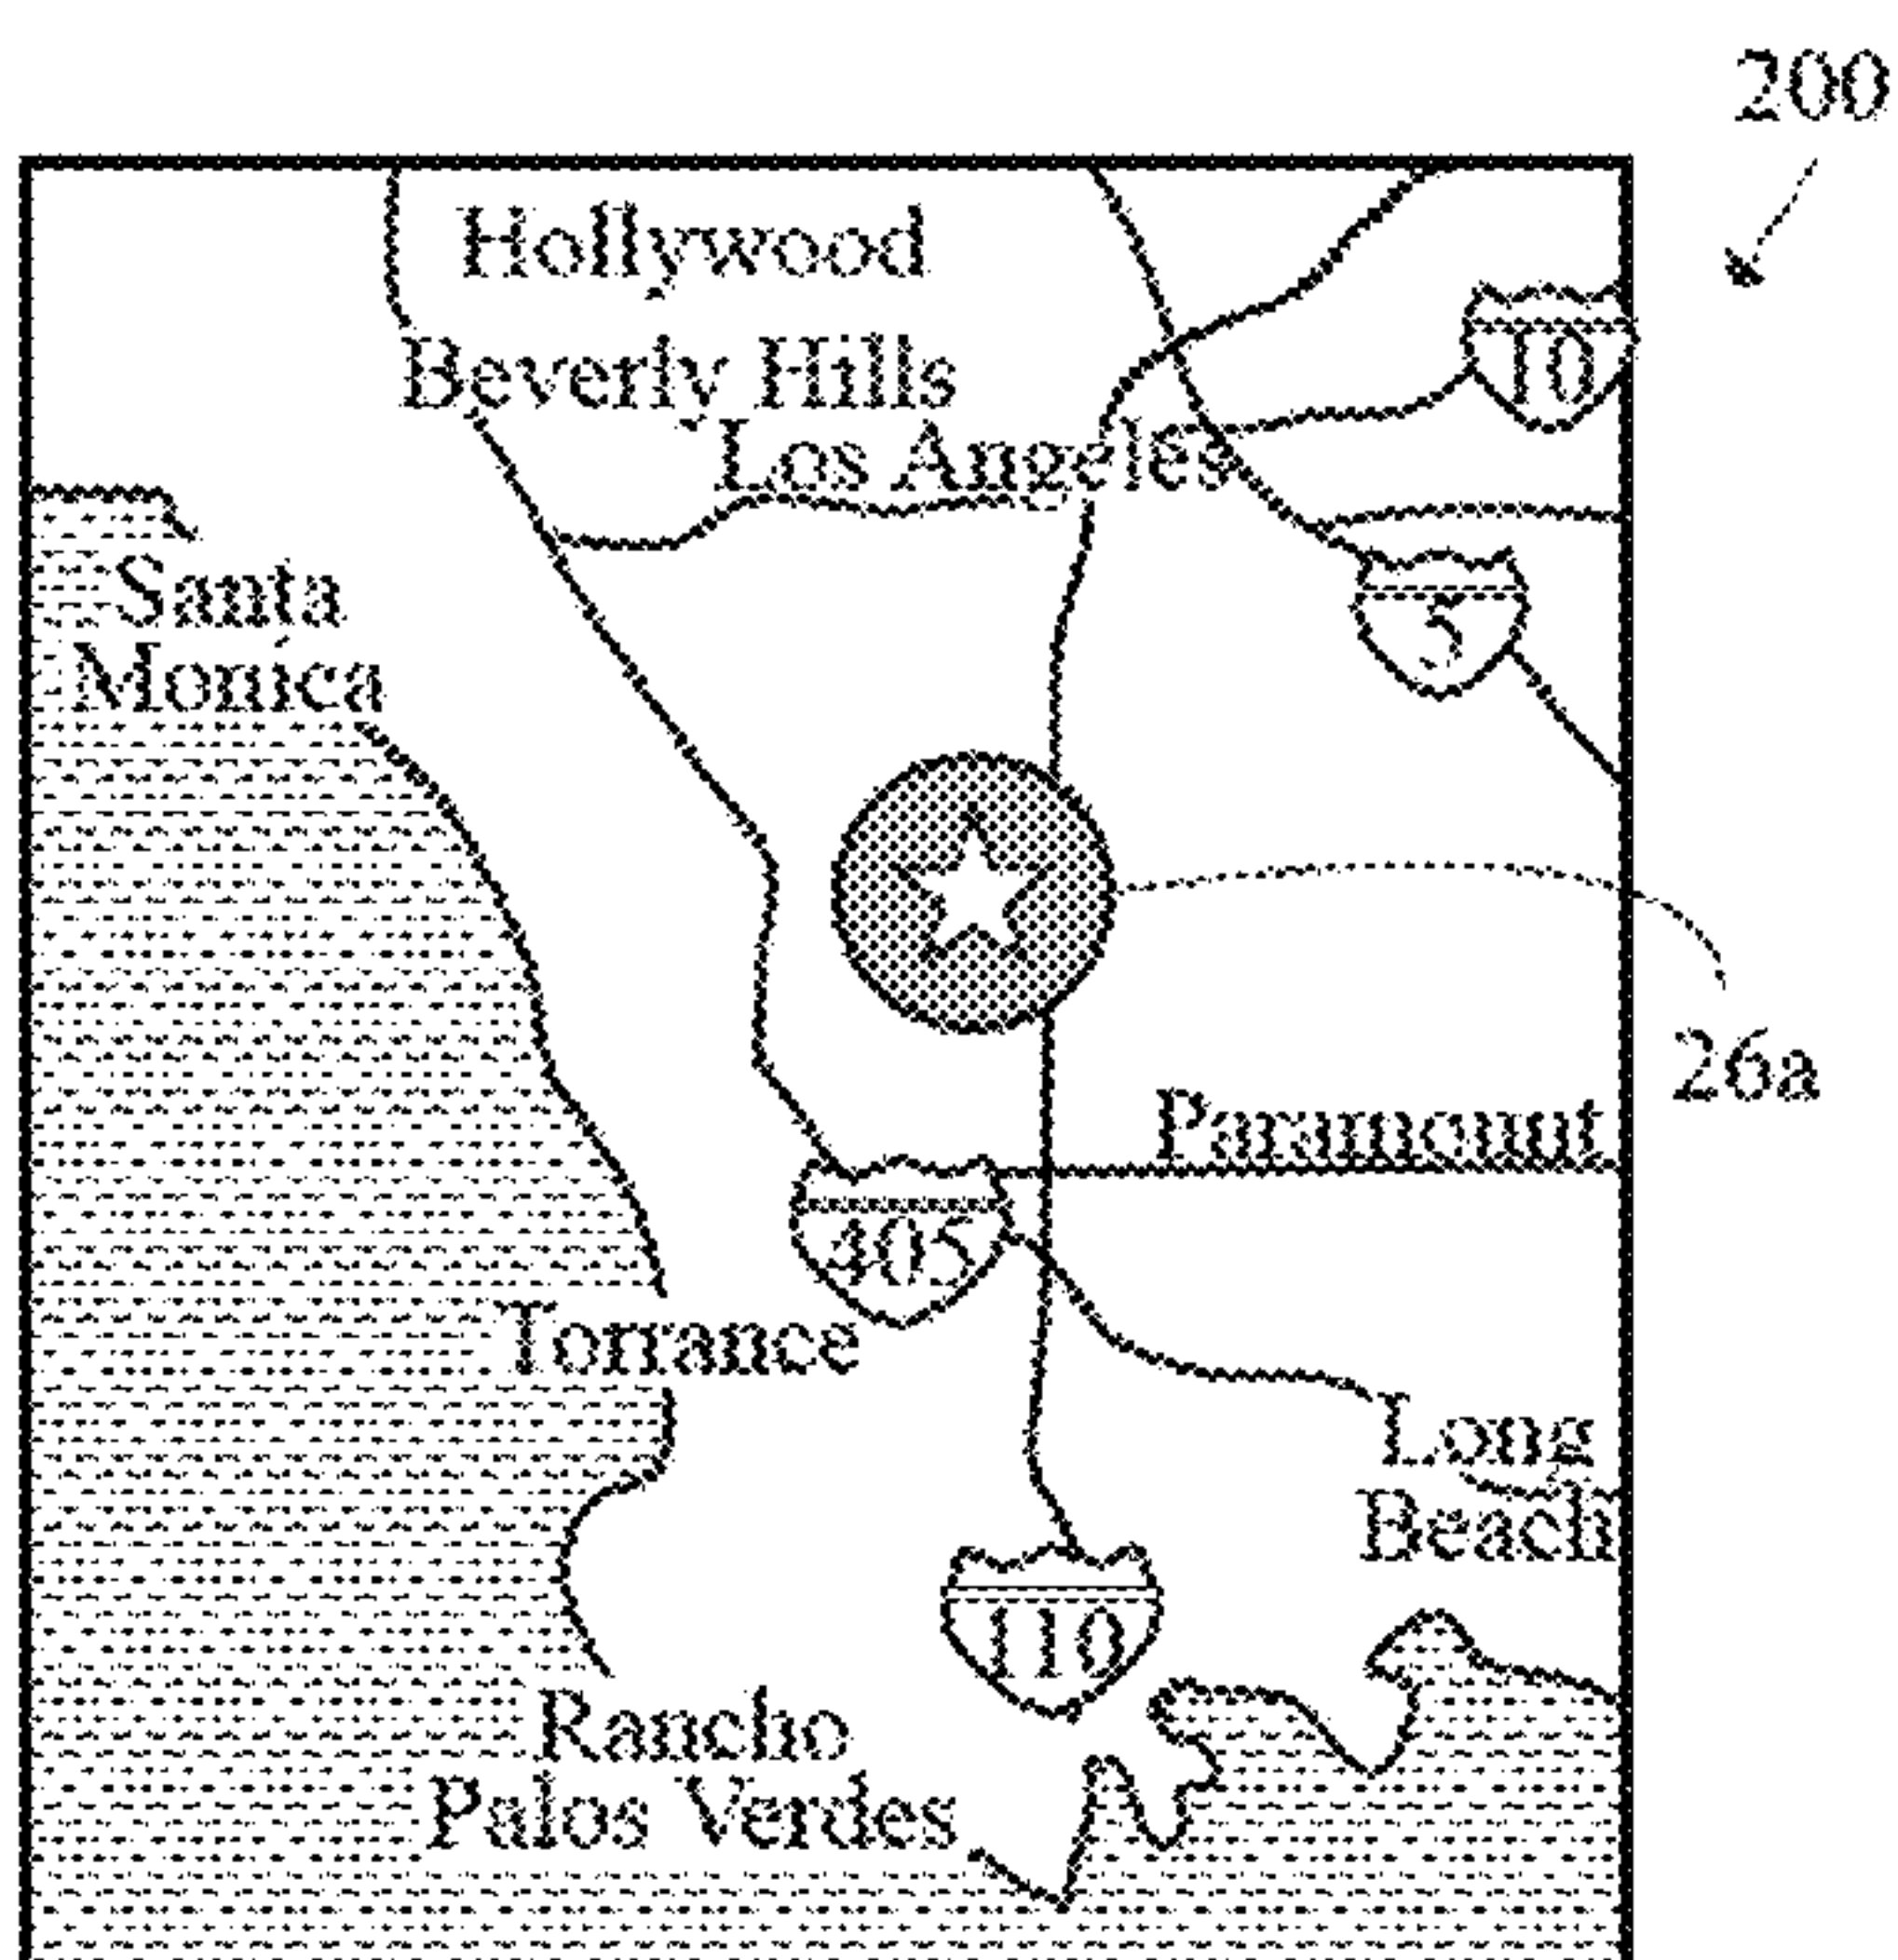 200
Hollywood
10
Beverly Hills
Los Angeles
5
Santa
Monica
26a
Paramount
405
Torrance
Long
Beach
110
Rancho
Palos Verdes